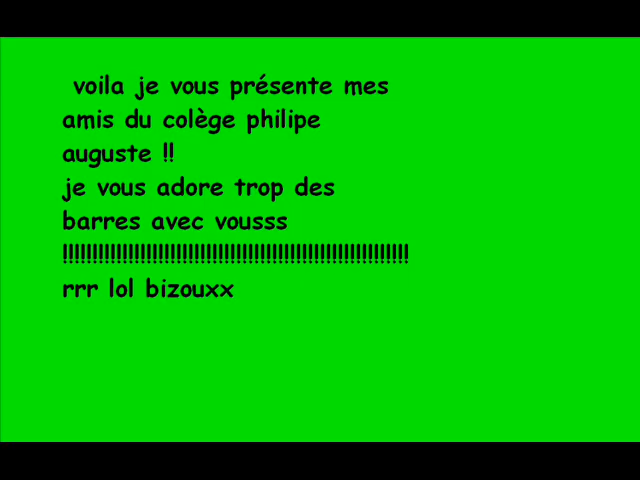 voila je vous présente mes
amis du colège philipe
auguste !!
je vous adore trop des
barres avec vousss
!!!!!!!!!!!!!!!!!!!!!!!!!!!!!!!!!!!!!!!!!!!!!!!!!!!!!!!!!!
rrr lol bizouxx